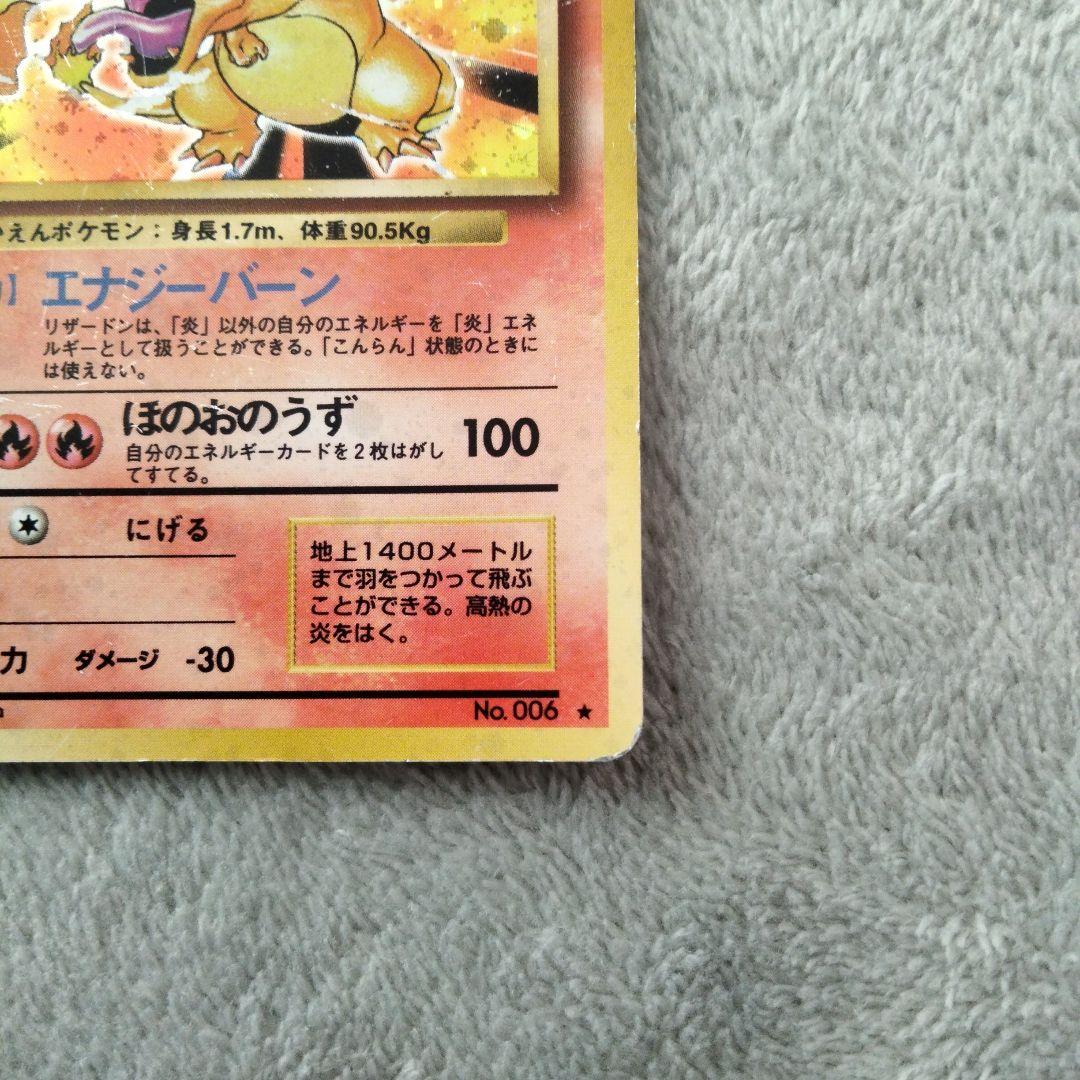 えんポケモン：身長1.7m、体重90.5Kg
エナジーバーン
リザードンは、「炎」以外の自分のエネルギーを「炎」エネ
ルギーとして扱うことができる。「こんらん」状態のときに
は使えない。
ほのおのうず 100
自分のエネルギーカードを2枚はがし
てすてる。
にげる
地上1400メートル
まで羽をつかって飛ぶ
ことができる。高熱の
炎をはく。
力 ダメージ -30
No. 006 ★